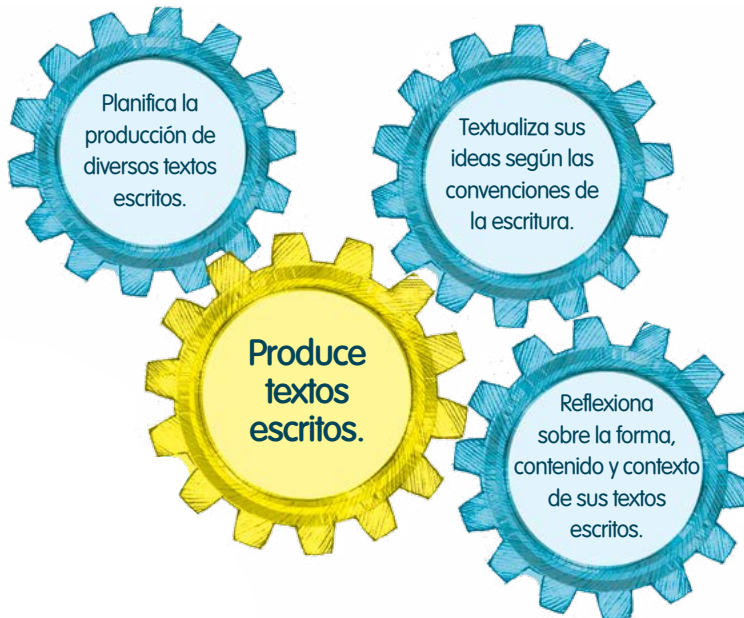 Planifica la
producción de
diversos textos
escritos.
Textualiza sus
ideas según las
convenciones de
la escritura.
Produce
textos
escritos.
Reflexiona
sobre la forma,
contenido y contexto
de sus textos
escritos.